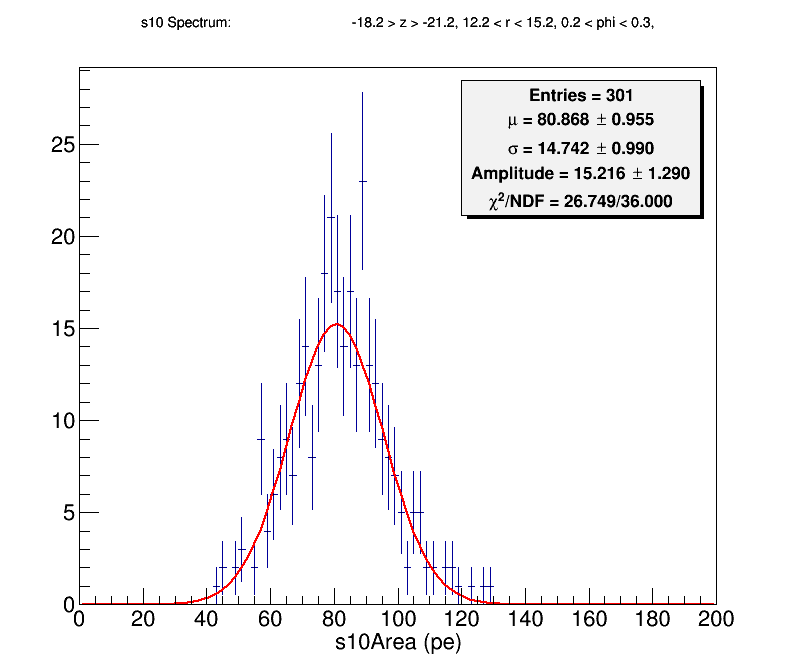 s10 Spectrum: -18.2 > z > -21.2, 12.2 < r < 15.2, 0.2 < phi < 0.3,
Entries = 301
μ = 80.868 ± 0.955
σ = 14.742 ± 0.990
Amplitude = 15.216 ± 1.290
χ²/NDF = 26.749/36.000
25
20
15
10
5
0
0 20 40 60 80 100 120 140 160 180 200
s10Area (pe)